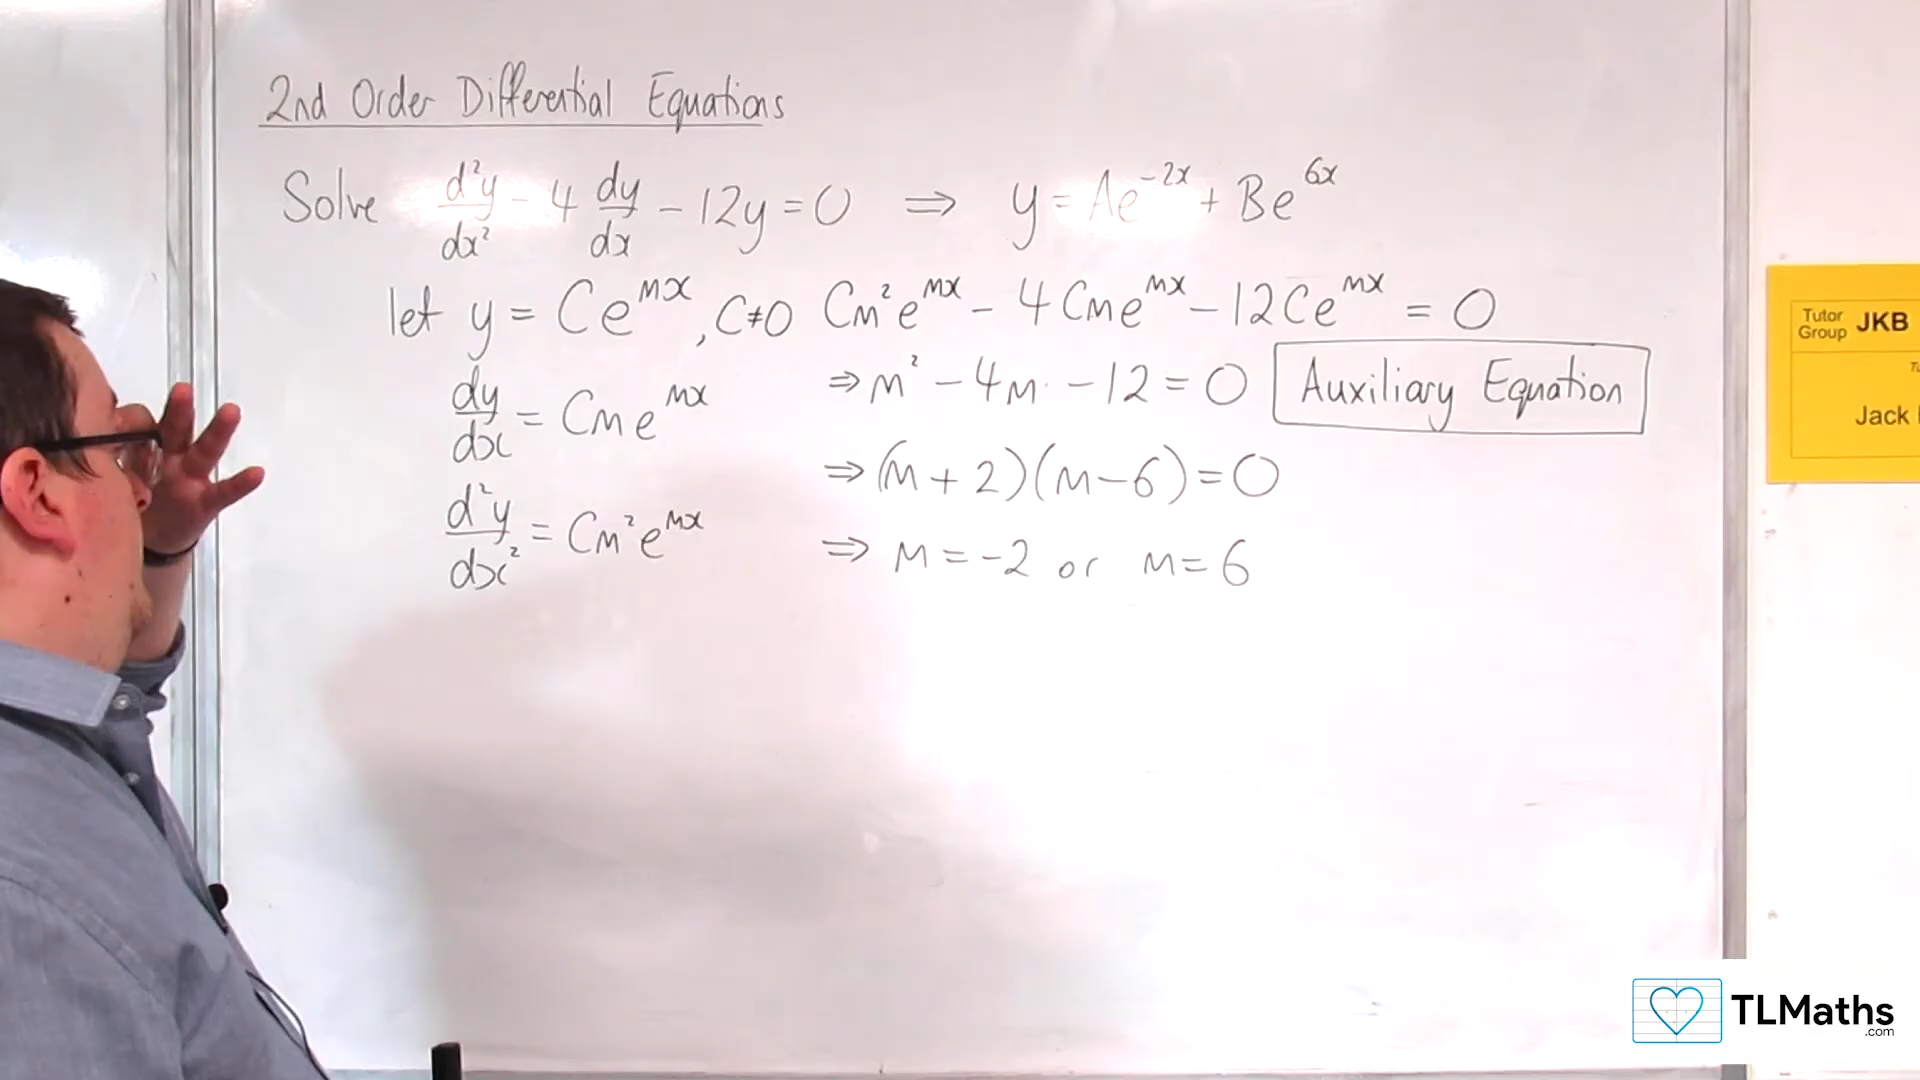 2nd Order Differential Equations
Solve d²y/dx² - 4 dy/dx - 12y = 0 ⇒ y = Ae^{-2x} + Be^{6x}
let y = Ce^{mx}, C≠0 Cm²e^{mx} - 4Cme^{mx} - 12Ce^{mx} = 0
dy/dx = Cme^{mx} ⇒ m² - 4m - 12 = 0 Auxiliary Equation
⇒ (m + 2)(m - 6) = 0
d²y/dx² = Cm²e^{mx} ⇒ m = -2 or m = 6
Tutor Group JKB
Jack
TLMaths
.com